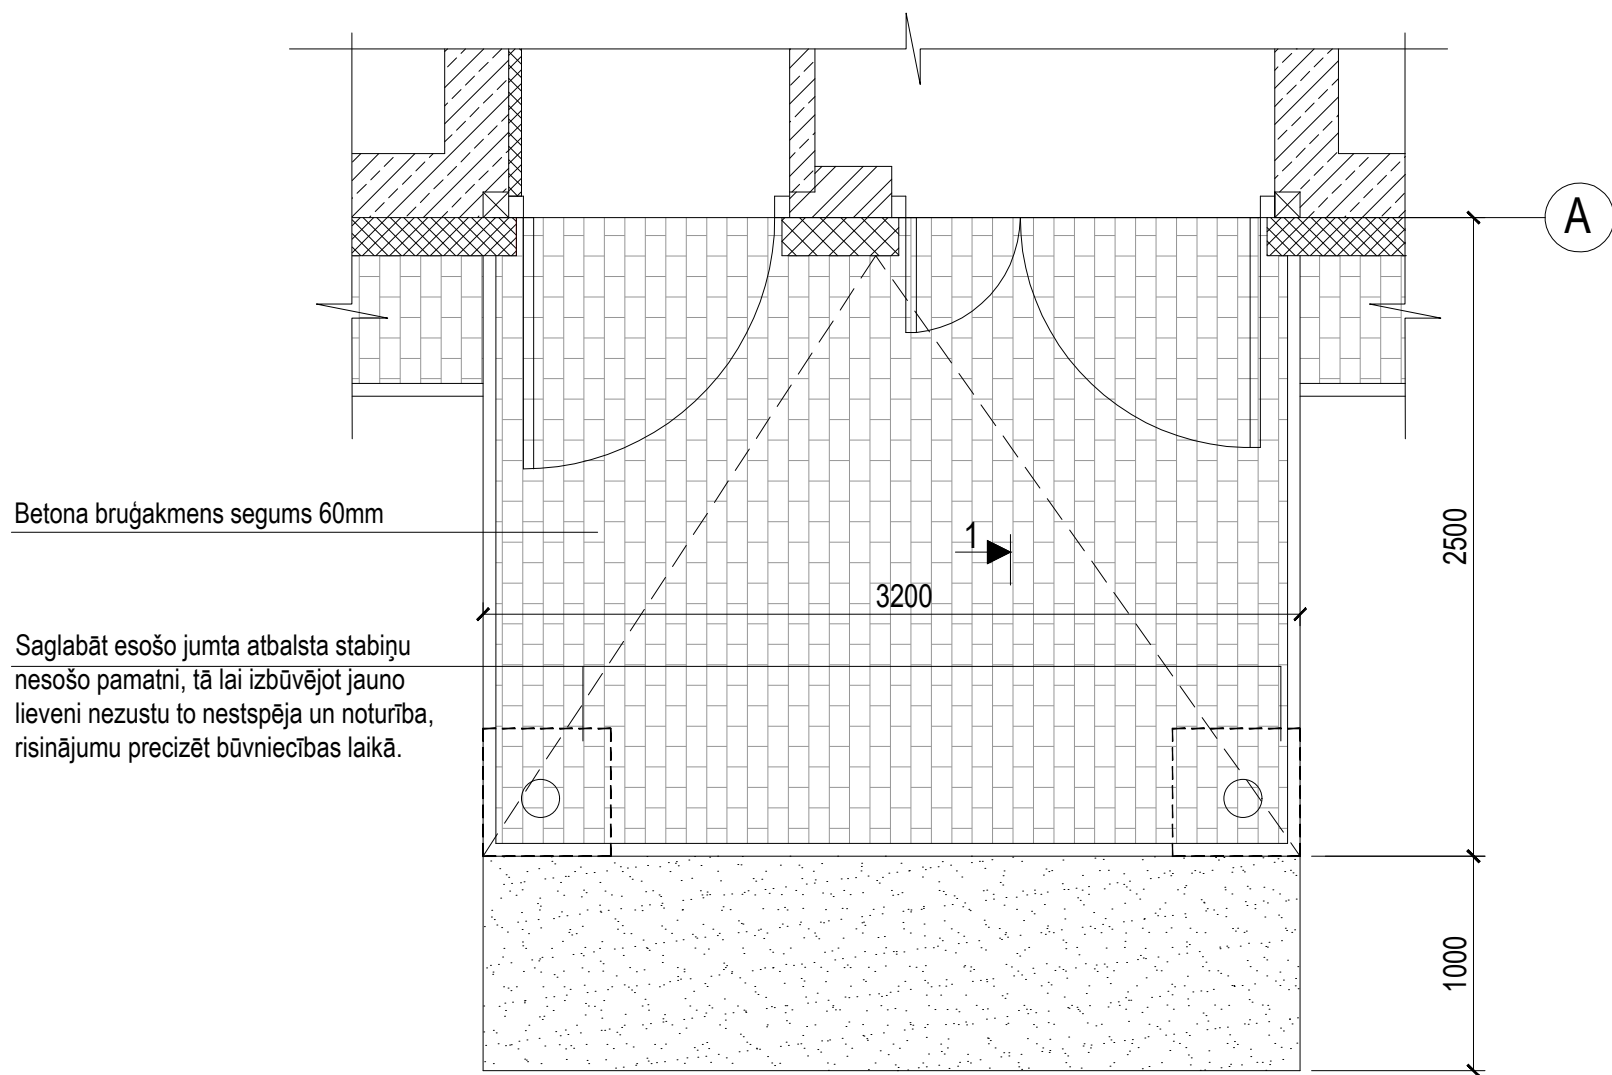 A
Betona bruģakmens segums 60mm
1
2500
3200
Saglabāt esošo jumta atbalsta stabiņu
nesošo pamatni, tā lai izbūvējot jauno
lieveni nezustu to nestspēja un noturība,
risinājumu precizēt būvniecības laikā.
1000